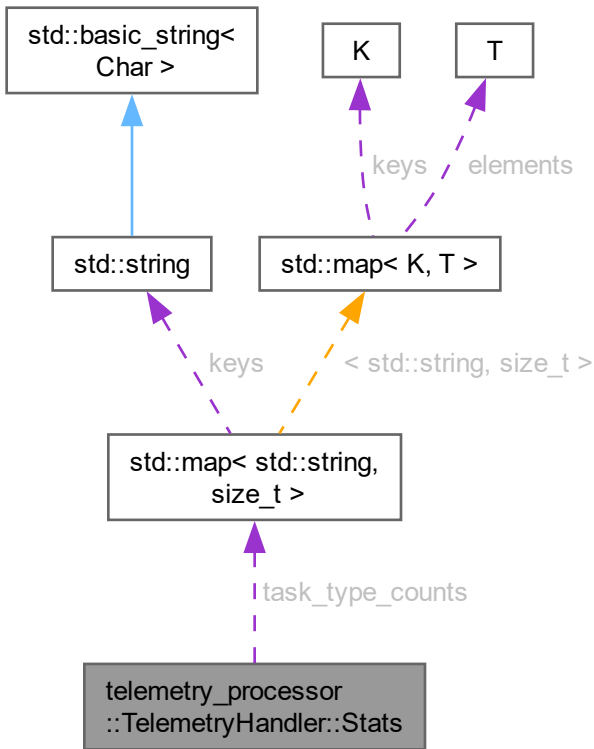 std::basic_string<
Char >
K
T
keys
elements
std::string
std::map< K, T >
keys
< std::string, size_t >
std::map< std::string,
size_t >
task_type_counts
telemetry_processor
::TelemetryHandler::Stats